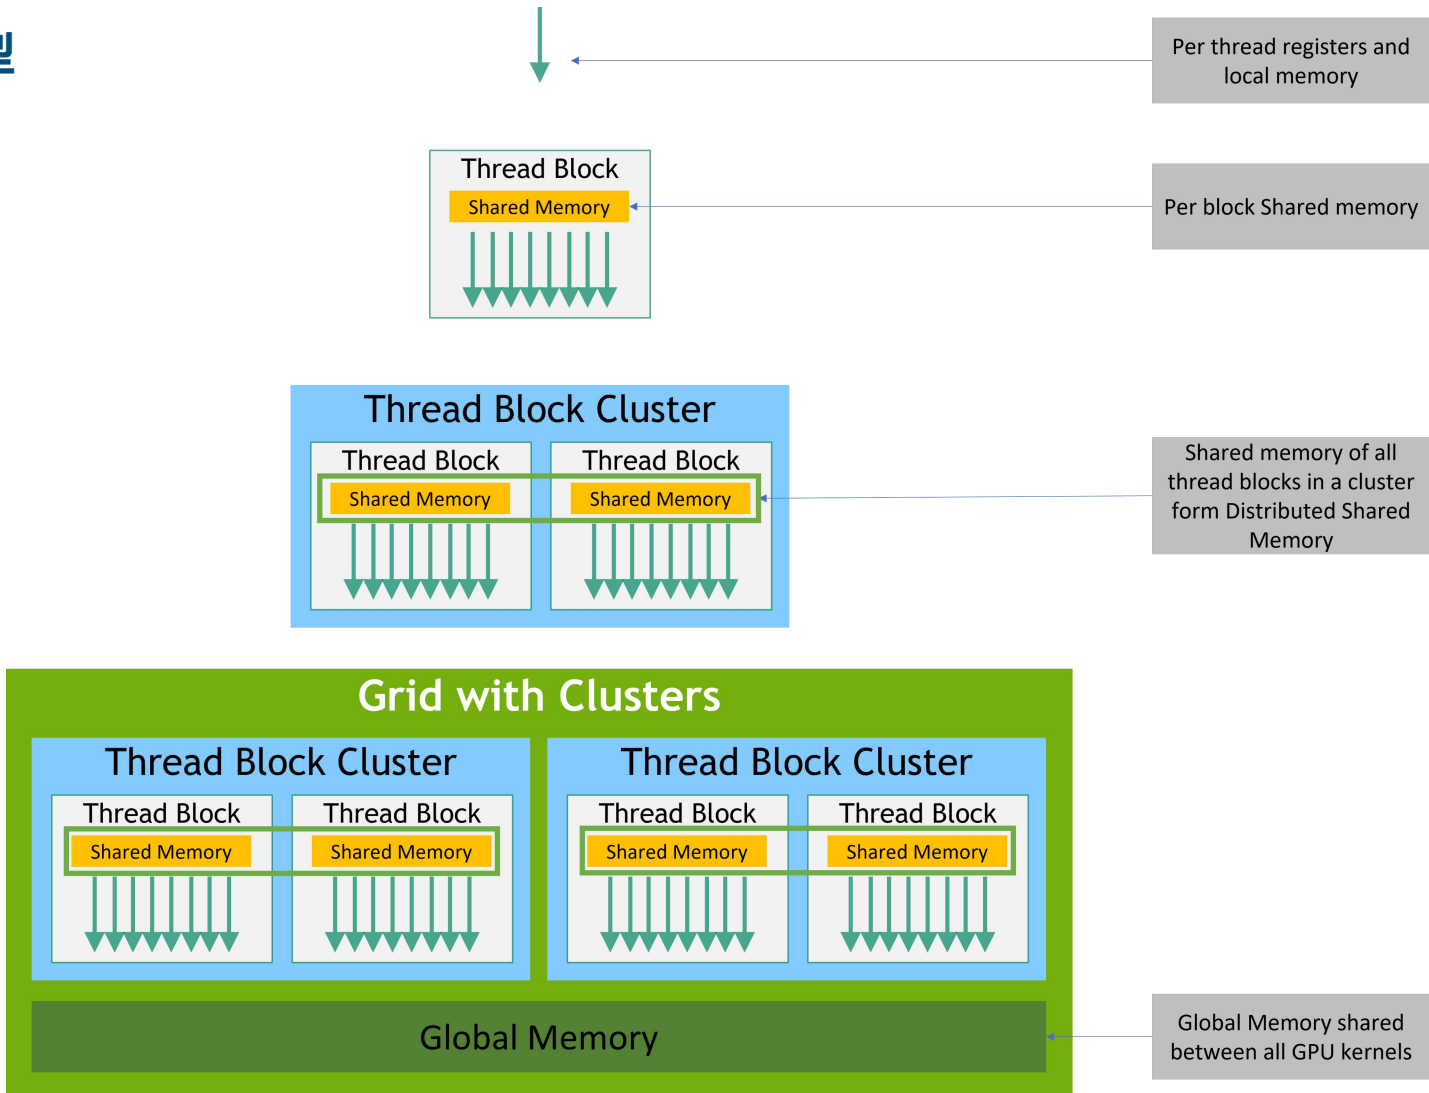 Per thread registers and
local memory
Thread Block
Shared Memory
Per block Shared memory
Thread Block Cluster
Thread Block
Thread Block
Shared Memory
Shared Memory
Shared memory of all
thread blocks in a cluster
form Distributed Shared
Memory
Grid with Clusters
Thread Block Cluster
Thread Block Cluster
Thread Block
Thread Block
Thread Block
Thread Block
Shared Memory
Shared Memory
Shared Memory
Shared Memory
Global Memory
Global Memory shared
between all GPU kernels